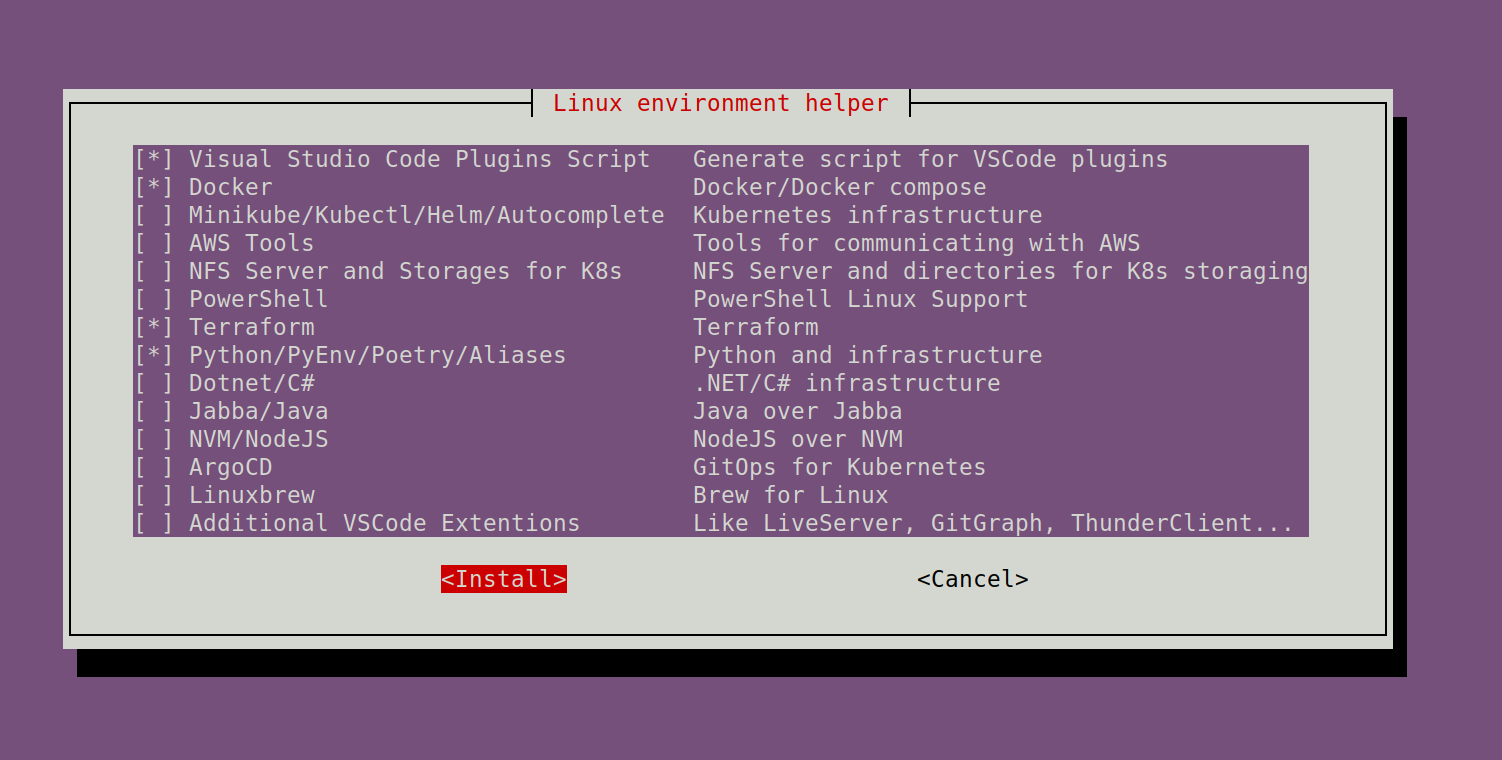 Linux environment helper
[*] Visual Studio Code Plugins Script   Generate script for VSCode plugins
[*] Docker                              Docker/Docker compose
[ ] Minikube/Kubectl/Helm/Autocomplete  Kubernetes infrastructure
[ ] AWS Tools                           Tools for communicating with AWS
[ ] NFS Server and Storages for K8s     NFS Server and directories for K8s storaging
[ ] PowerShell                          PowerShell Linux Support
[*] Terraform                           Terraform
[*] Python/PyEnv/Poetry/Aliases         Python and infrastructure
[ ] Dotnet/C#                           .NET/C# infrastructure
[ ] Jabba/Java                          Java over Jabba
[ ] NVM/NodeJS                          NodeJS over NVM
[ ] ArgoCD                              GitOps for Kubernetes
[ ] Linuxbrew                           Brew for Linux
[ ] Additional VSCode Extentions        Like LiveServer, GitGraph, ThunderClient...
<Install>                         <Cancel>